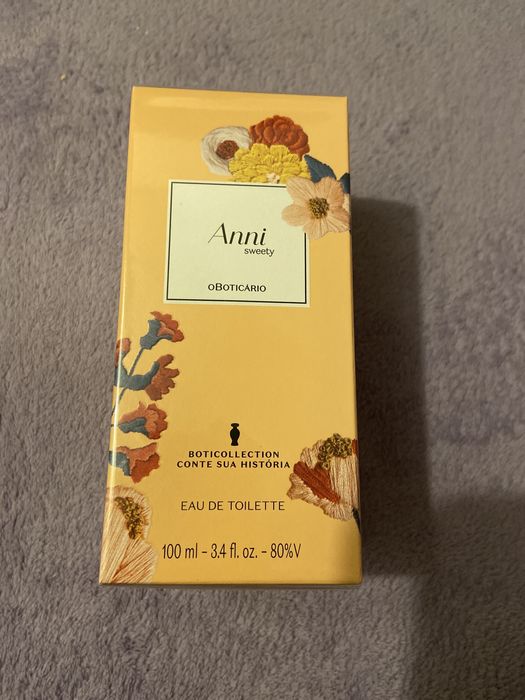 Anni
sweety
oBOTICÁRIO
BOTICOLLECTION
CONTE SUA HISTÓRIA
EAU DE TOILETTE
100 ml - 3.4 fl. oz. - 80%V